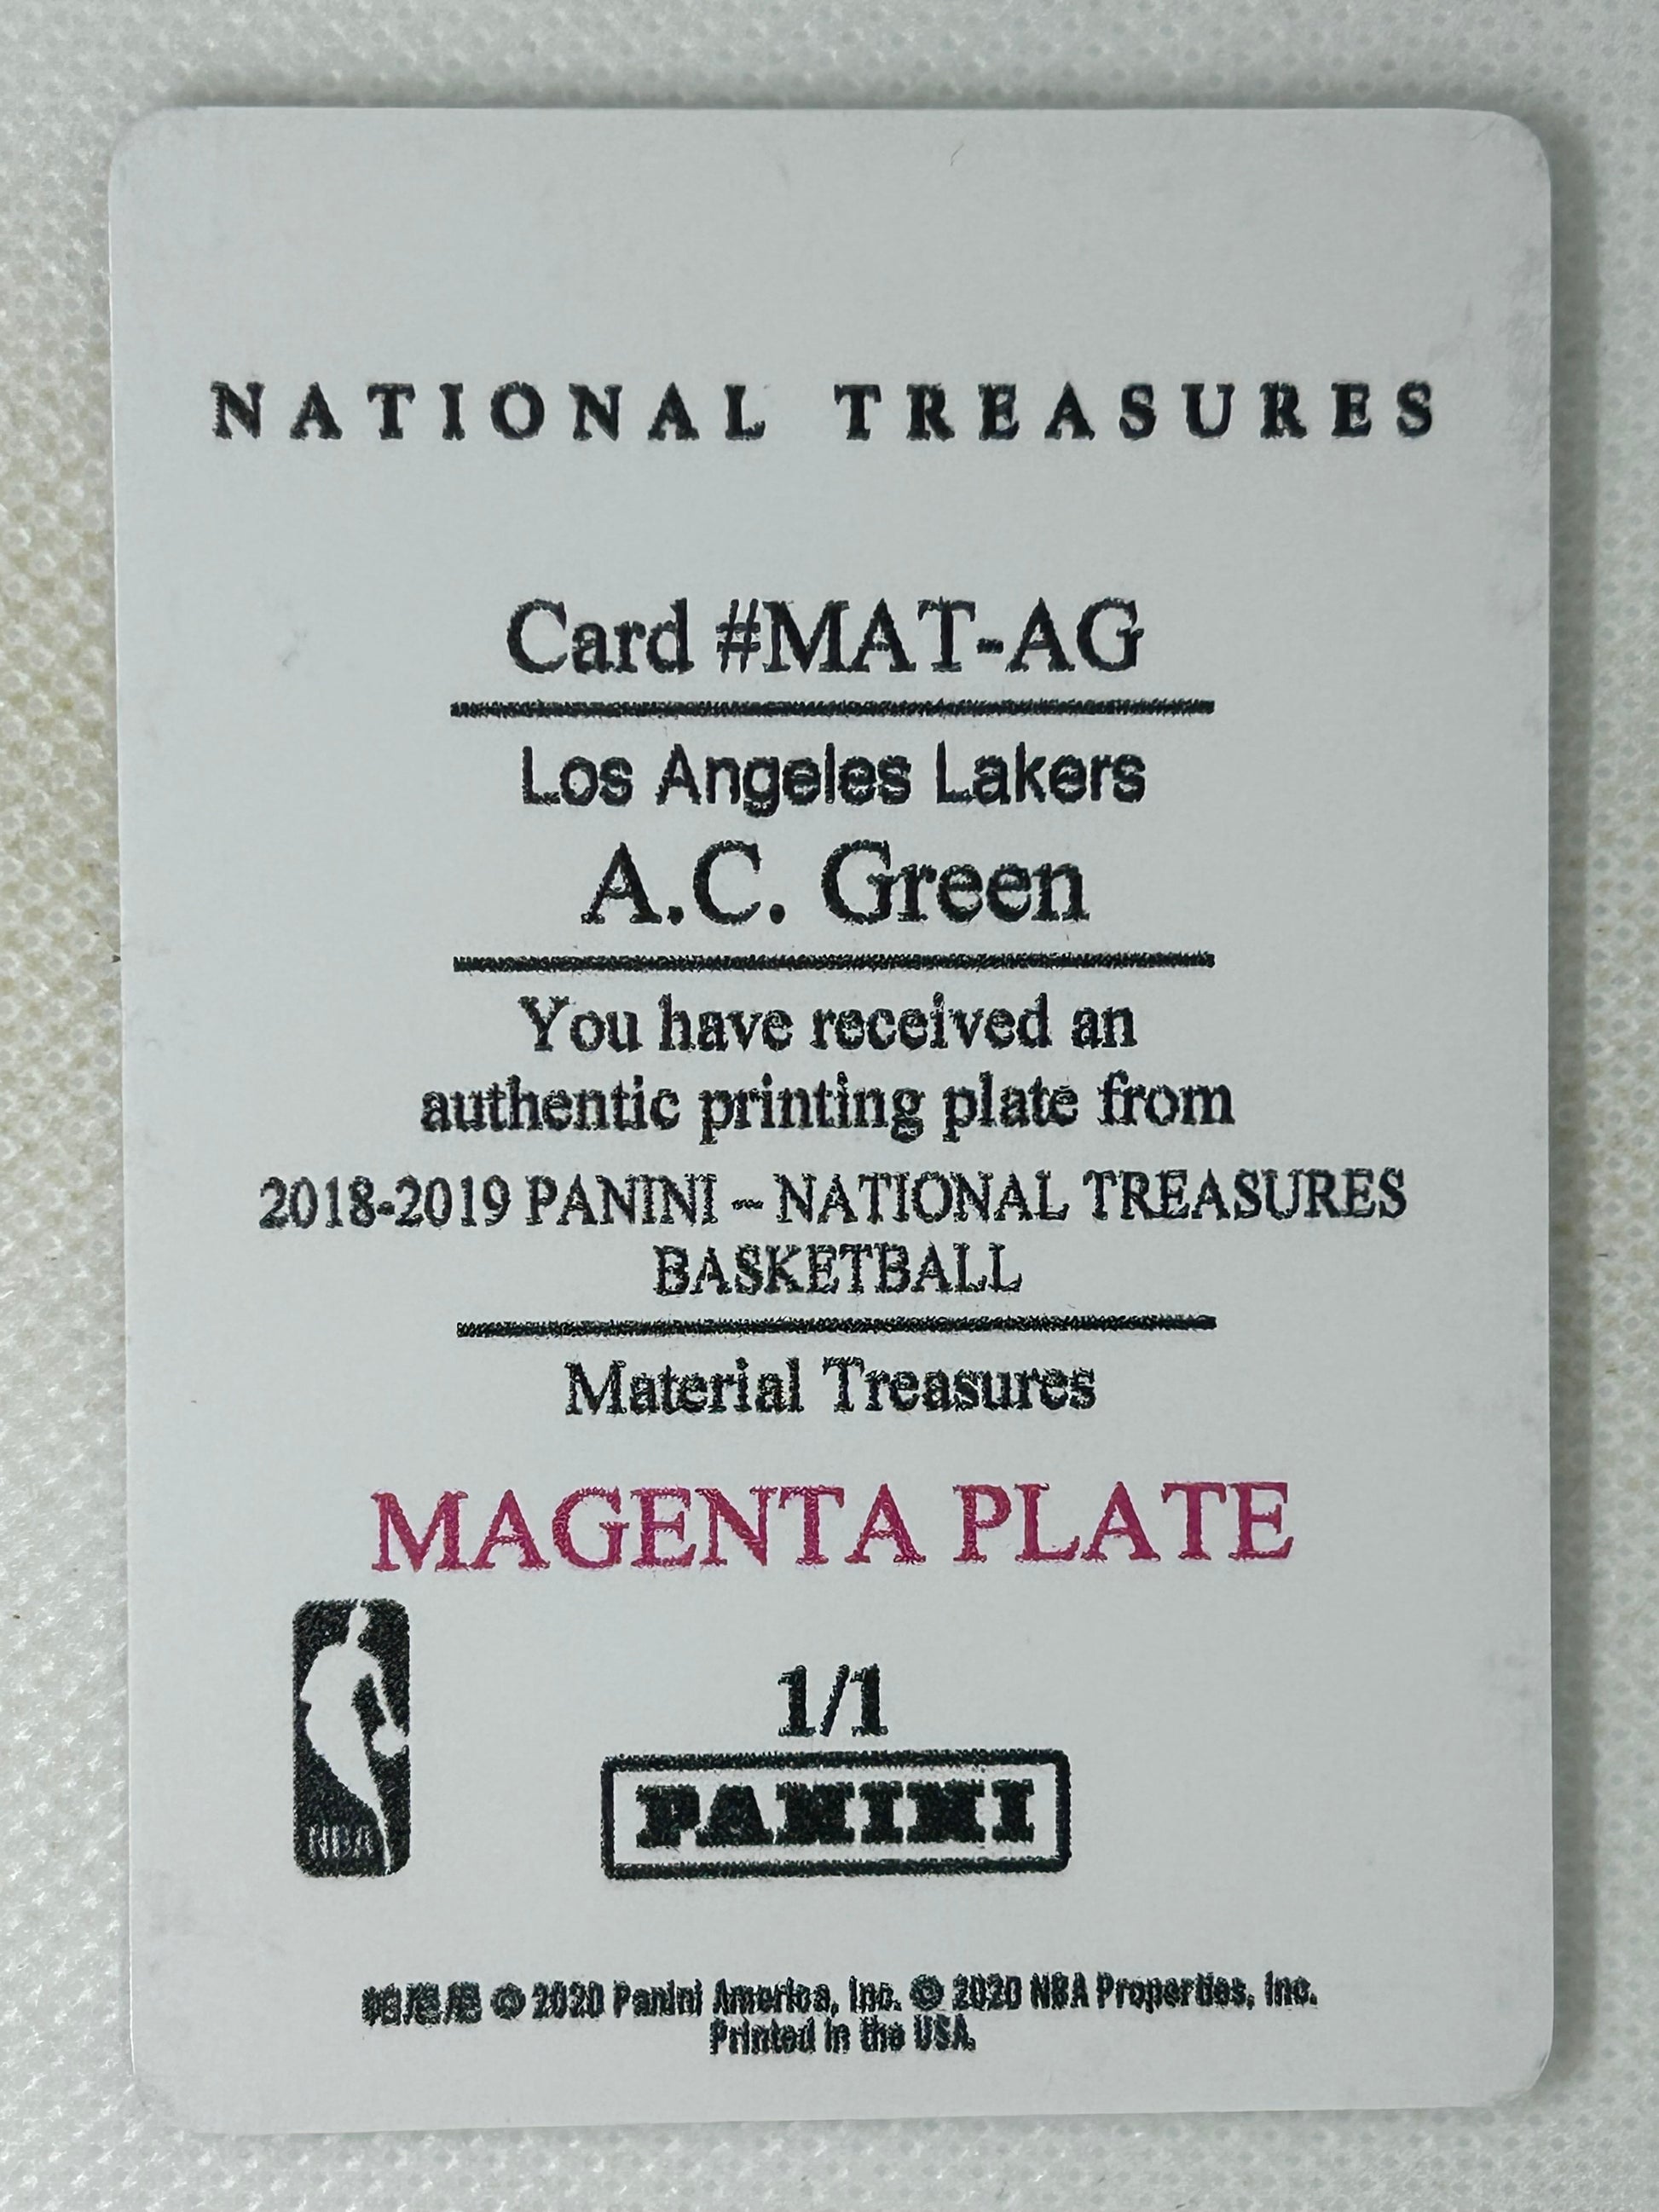 NATIONAL TREASURES
Card #MAT-AG
Los Angeles Lakers
A.C. Green
You have received an
authentic printing plate from
2018-2019 PANINI – NATIONAL TREASURES
BASKETBALL
Material Treasures
MAGENTA PLATE
1/1
NBA
PANINI
© 2020 Panini America, Inc. © 2020 NBA Properties, Inc.
Printed in the USA.